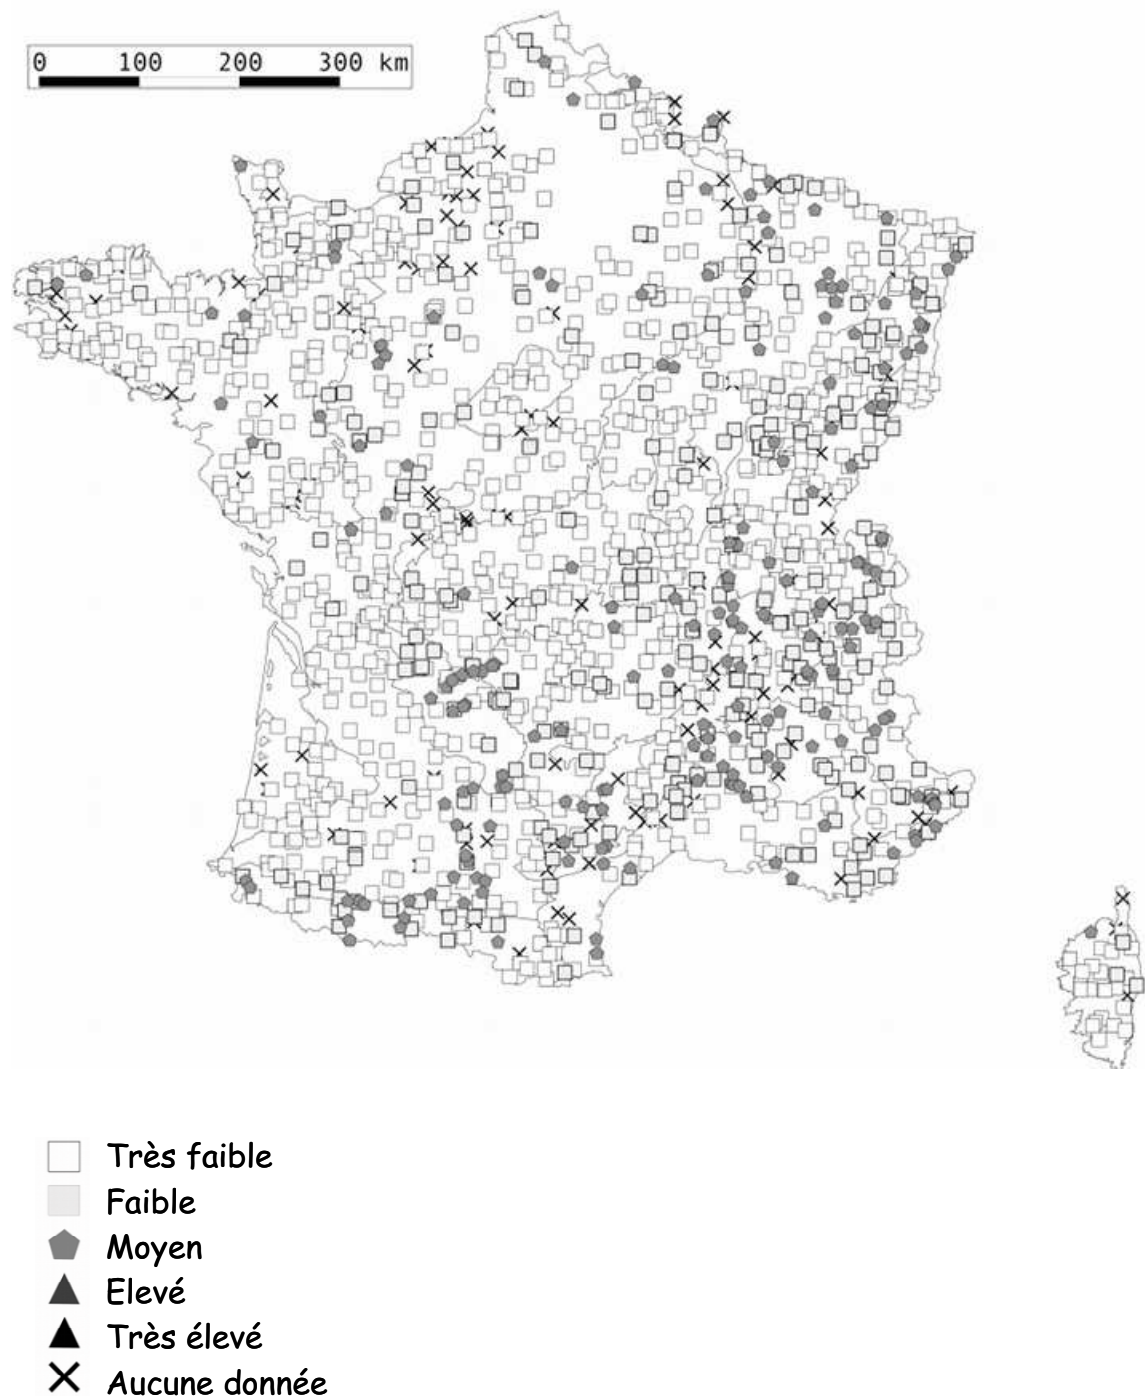 0 100 200 300 km
Très faible
Faible
Moyen
Elevé
Très élevé
Aucune donnée